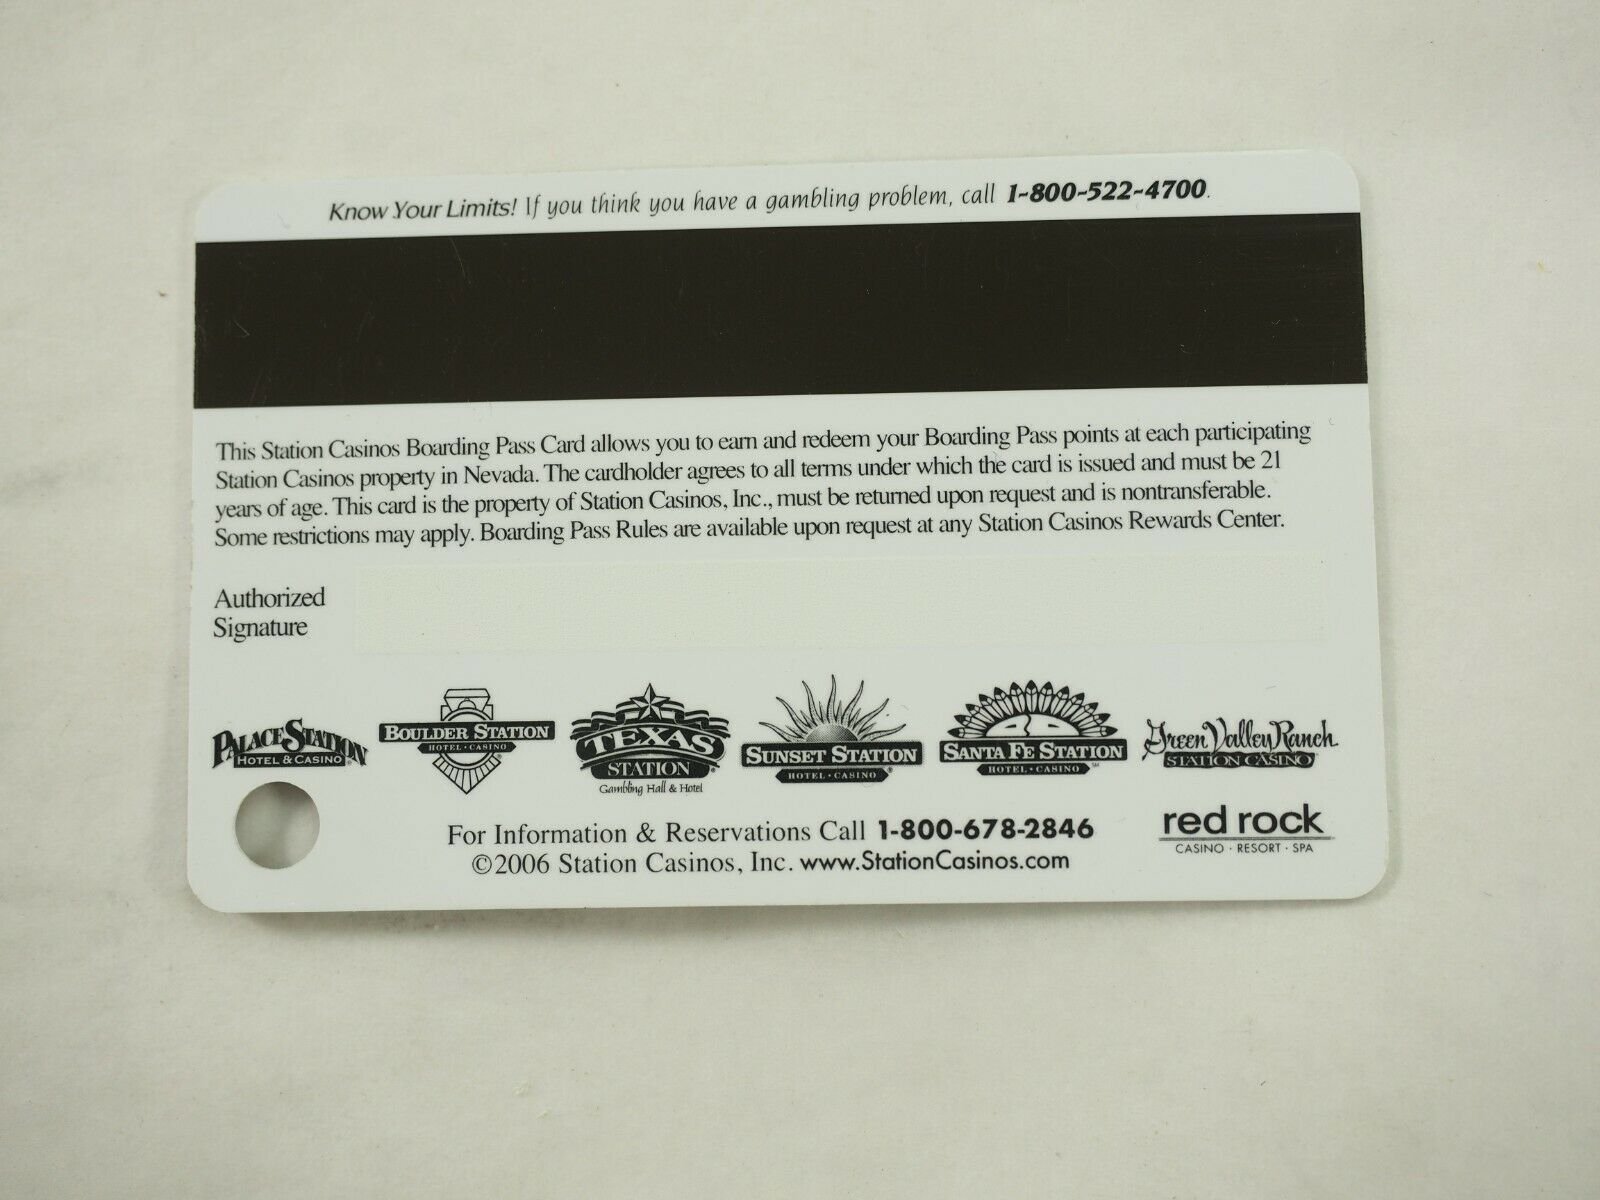 Know Your Limits! If you think you have a gambling problem, call 1-800-522-4700.
This Station Casinos Boarding Pass Card allows you to earn and redeem your Boarding Pass points at each participating
Station Casinos property in Nevada. The cardholder agrees to all terms under which the card is issued and must be 21
years of age. This card is the property of Station Casinos, Inc., must be returned upon request and is nontransferable.
Some restrictions may apply. Boarding Pass Rules are available upon request at any Station Casinos Rewards Center.
Authorized
Signature
PALACE STATION
HOTEL & CASINO®
BOULDER STATION
HOTEL · CASINO®
TEXAS
STATION®
Gambling Hall & Hotel
SUNSET STATION
HOTEL · CASINO®
SANTA FE STATION
HOTEL · CASINO℠
Green Valley Ranch
STATION CASINO
For Information & Reservations Call 1-800-678-2846
©2006 Station Casinos, Inc. www.StationCasinos.com
red rock
CASINO · RESORT · SPA